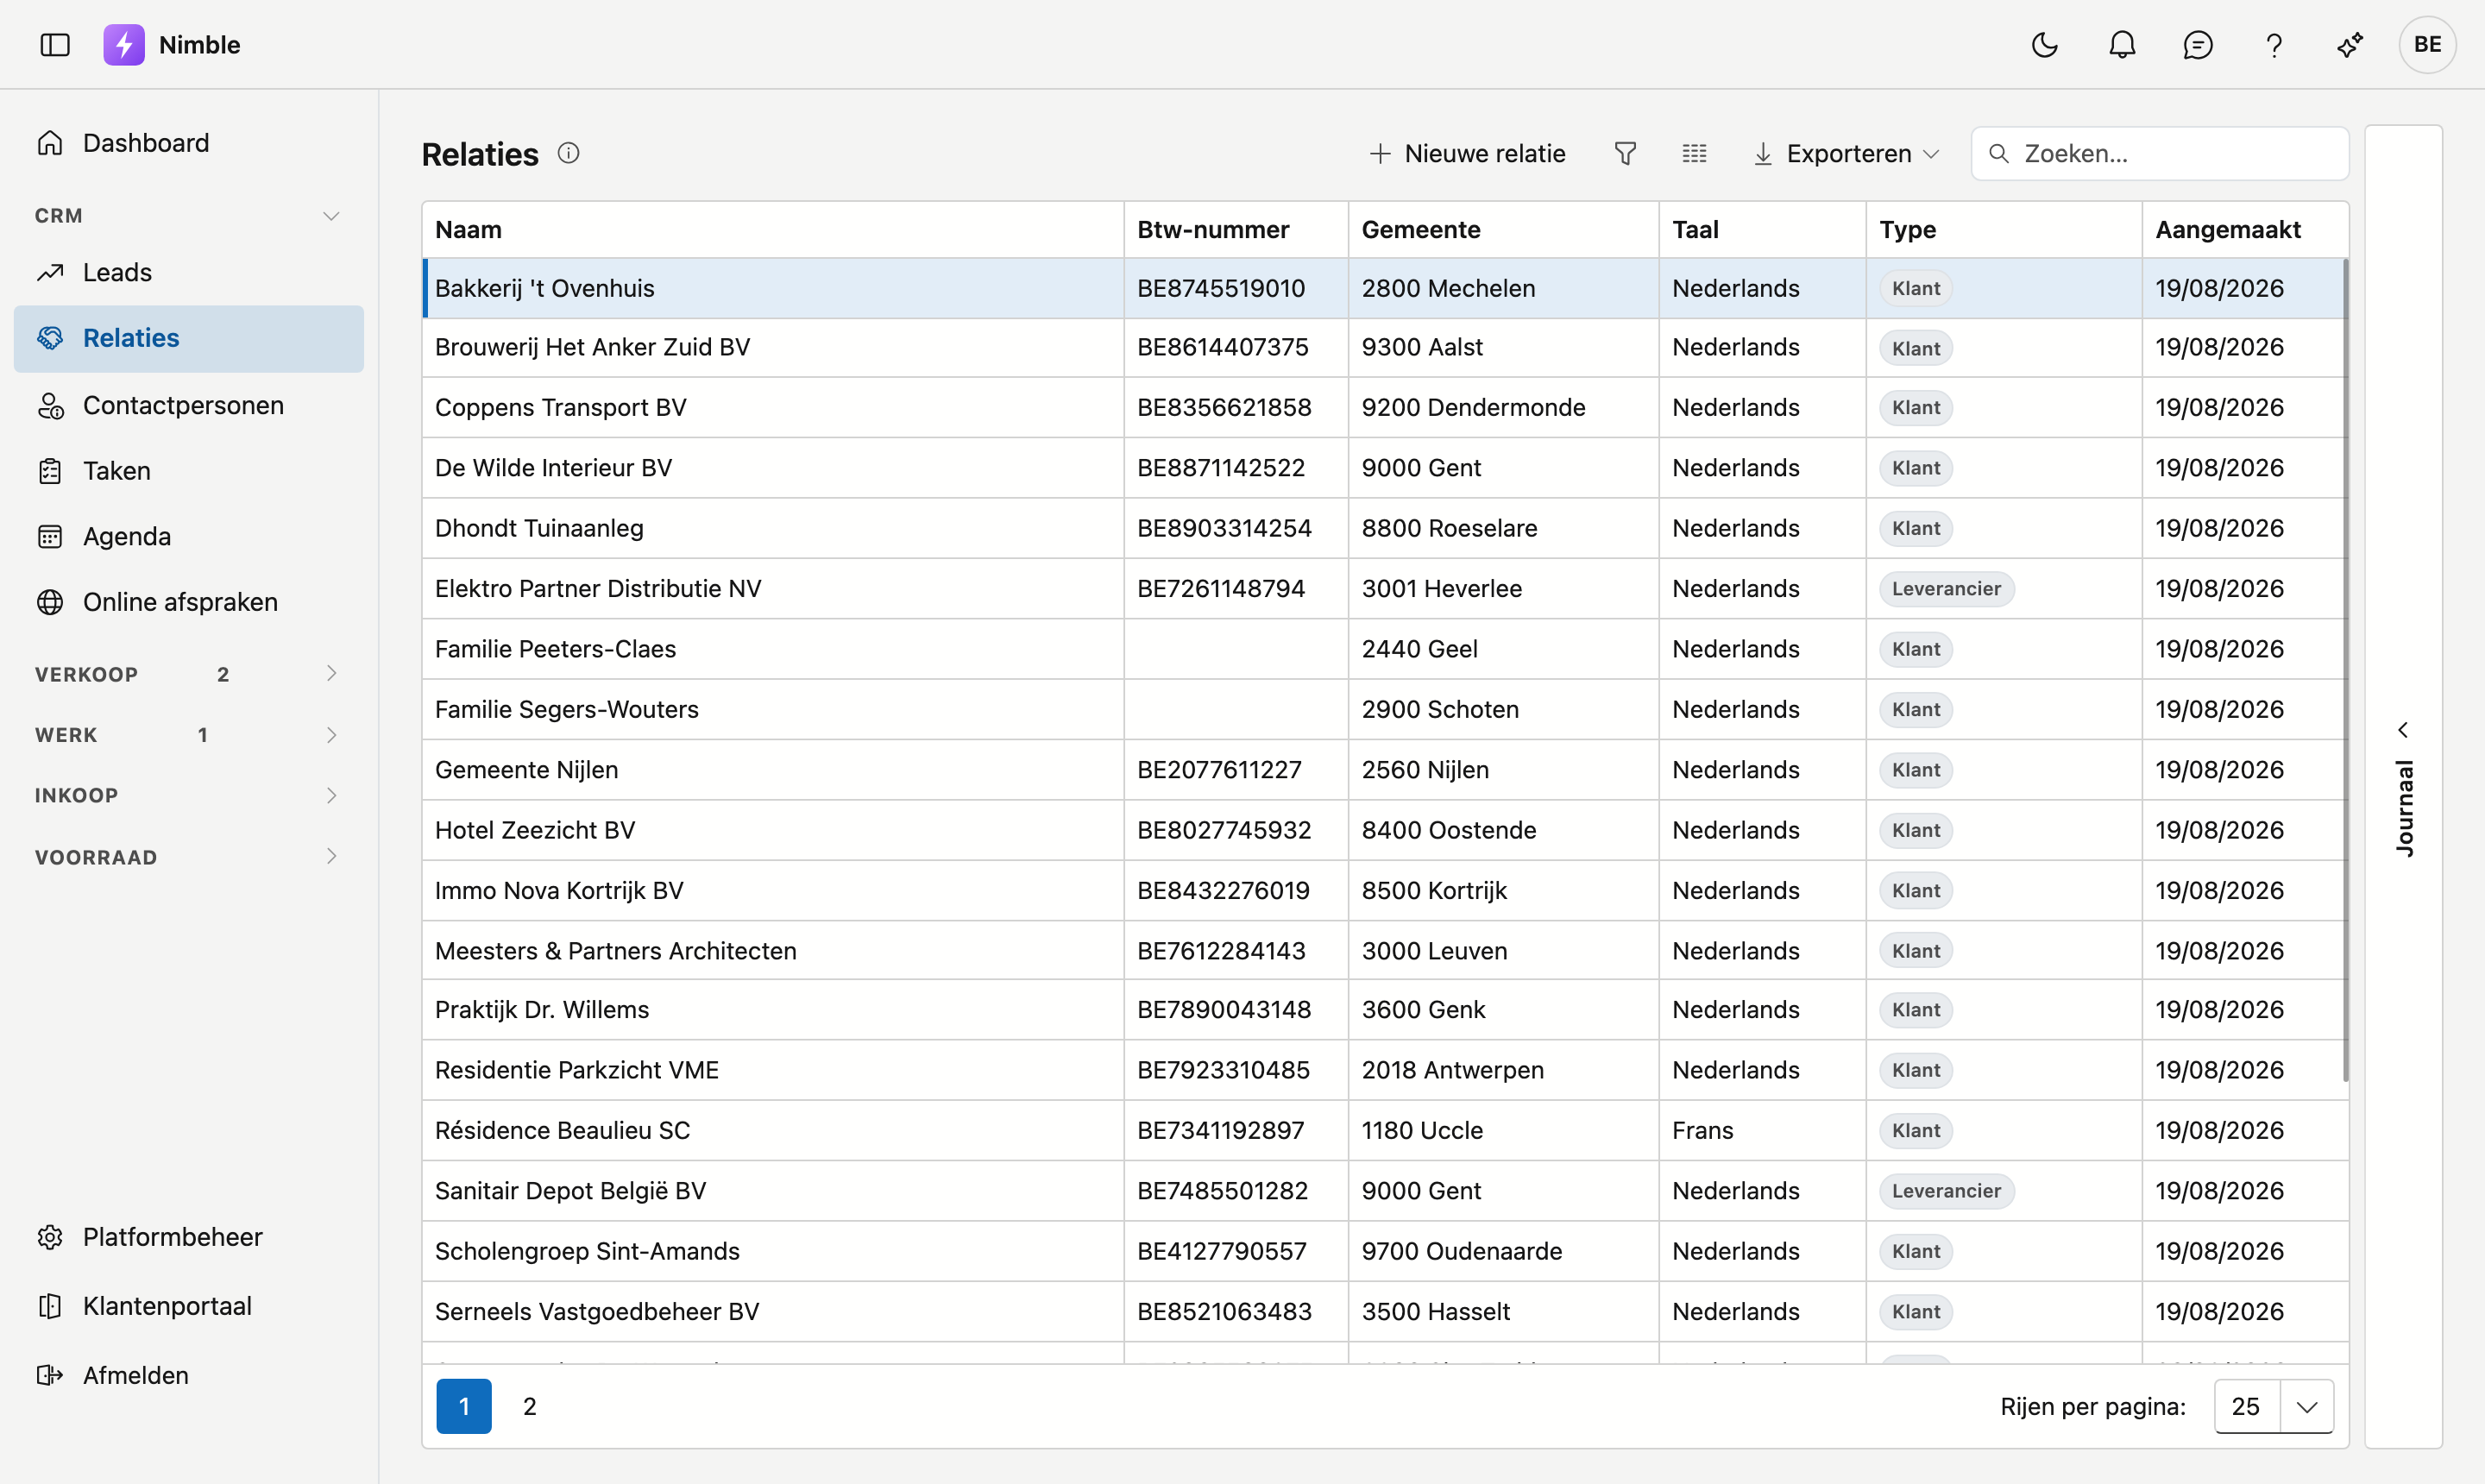 Nimble
BE
Dashboard
CRM
Leads
Relaties
Contactpersonen
Taken
Agenda
Online afspraken
VERKOOP 2
WERK 1
INKOOP
VOORRAAD
Platformbeheer
Klantenportaal
Afmelden
Relaties
Nieuwe relatie
Exporteren
Zoeken...
Naam Btw-nummer Gemeente Taal Type Aangemaakt
Bakkerij 't Ovenhuis BE8745519010 2800 Mechelen Nederlands Klant 19/08/2026
Brouwerij Het Anker Zuid BV BE8614407375 9300 Aalst Nederlands Klant 19/08/2026
Coppens Transport BV BE8356621858 9200 Dendermonde Nederlands Klant 19/08/2026
De Wilde Interieur BV BE8871142522 9000 Gent Nederlands Klant 19/08/2026
Dhondt Tuinaanleg BE8903314254 8800 Roeselare Nederlands Klant 19/08/2026
Elektro Partner Distributie NV BE7261148794 3001 Heverlee Nederlands Leverancier 19/08/2026
Familie Peeters-Claes 2440 Geel Nederlands Klant 19/08/2026
Familie Segers-Wouters 2900 Schoten Nederlands Klant 19/08/2026
Gemeente Nijlen BE2077611227 2560 Nijlen Nederlands Klant 19/08/2026
Hotel Zeezicht BV BE8027745932 8400 Oostende Nederlands Klant 19/08/2026
Immo Nova Kortrijk BV BE8432276019 8500 Kortrijk Nederlands Klant 19/08/2026
Meesters & Partners Architecten BE7612284143 3000 Leuven Nederlands Klant 19/08/2026
Praktijk Dr. Willems BE7890043148 3600 Genk Nederlands Klant 19/08/2026
Residentie Parkzicht VME BE7923310485 2018 Antwerpen Nederlands Klant 19/08/2026
Résidence Beaulieu SC BE7341192897 1180 Uccle Frans Klant 19/08/2026
Sanitair Depot België BV BE7485501282 9000 Gent Nederlands Leverancier 19/08/2026
Scholengroep Sint-Amands BE4127790557 9700 Oudenaarde Nederlands Klant 19/08/2026
Serneels Vastgoedbeheer BV BE8521063483 3500 Hasselt Nederlands Klant 19/08/2026
1 2
Rijen per pagina: 25
Journaal